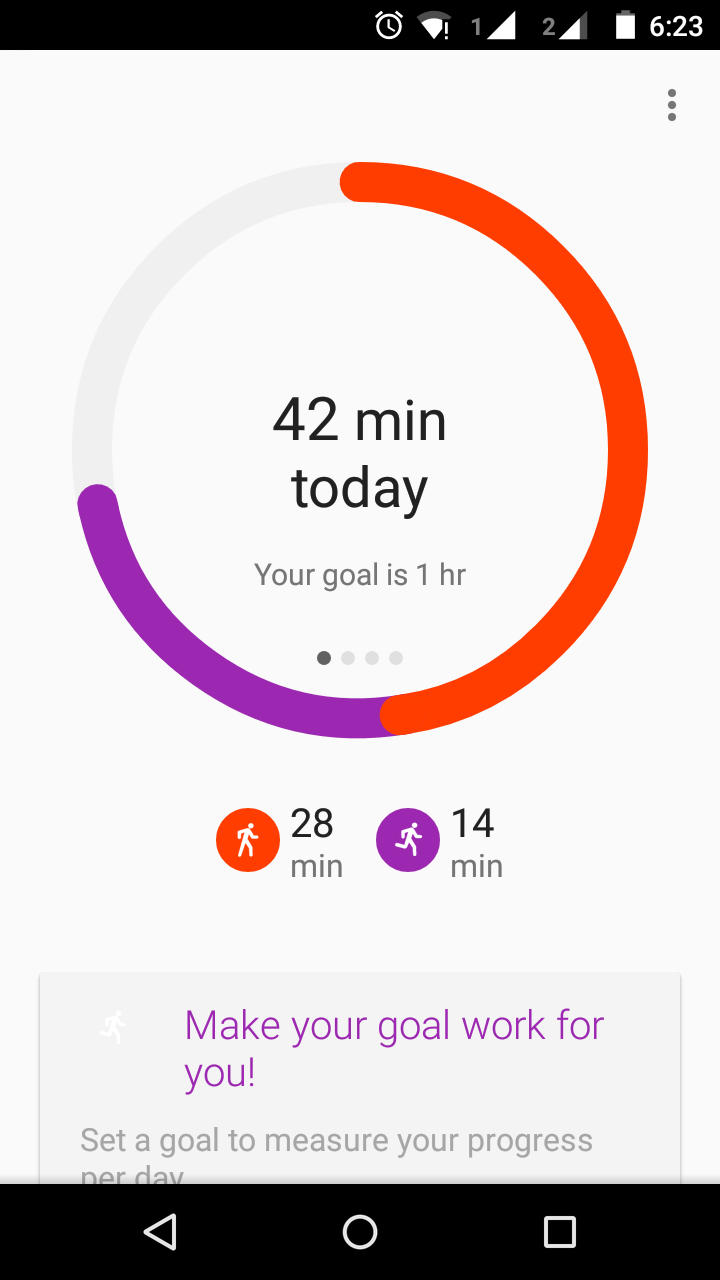 1 2 6:23
42 min
today
Your goal is 1 hr
28 14
min min
Make your goal work for
you!
Set a goal to measure your progress
per day